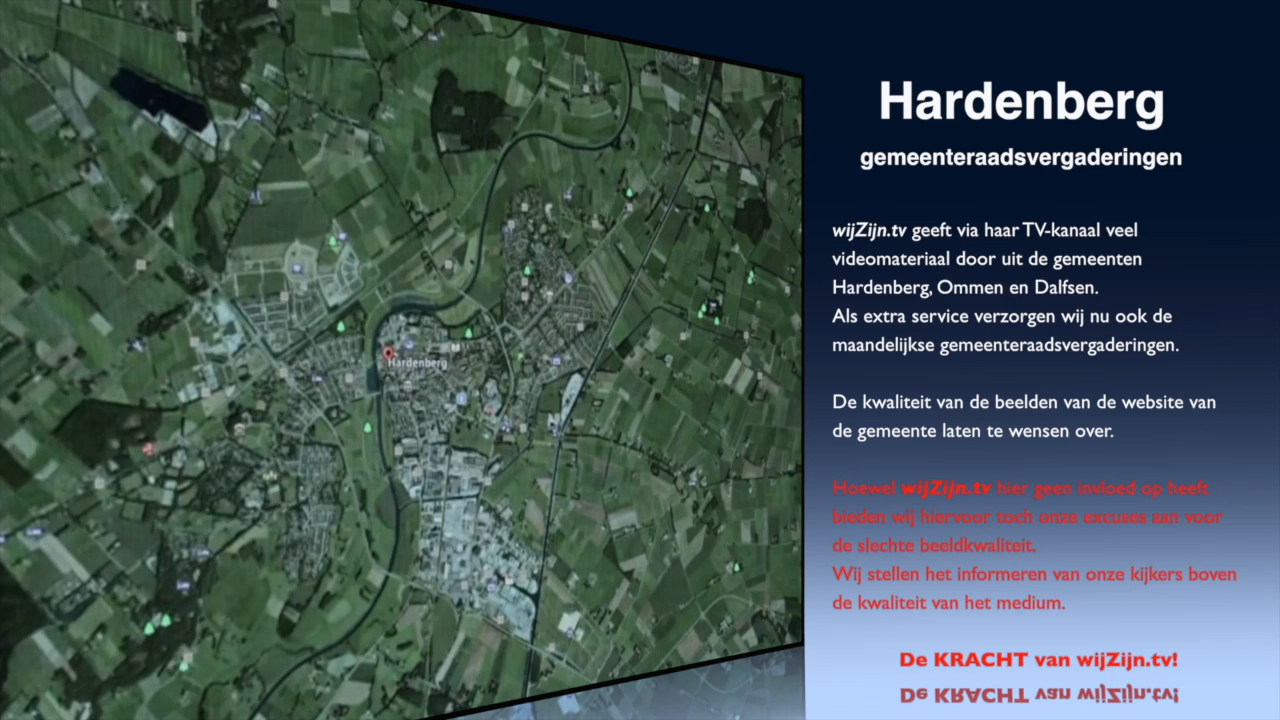 Hardenberg
gemeenteraadsvergaderingen
wijZijn.tv geeft via haar TV-kanaal veel
videomateriaal door uit de gemeenten
Hardenberg, Ommen en Dalfsen.
Als extra service verzorgen wij nu ook de
maandelijkse gemeenteraadsvergaderingen.
De kwaliteit van de beelden van de website van
de gemeente laten te wensen over.
Hoewel wijZijn.tv hier geen invloed op heeft
bieden wij hiervoor toch onze excuses aan voor
de slechte beeldkwaliteit.
Wij stellen het informeren van onze kijkers boven
de kwaliteit van het medium.
De KRACHT van wijZijn.tv!
Hardenberg